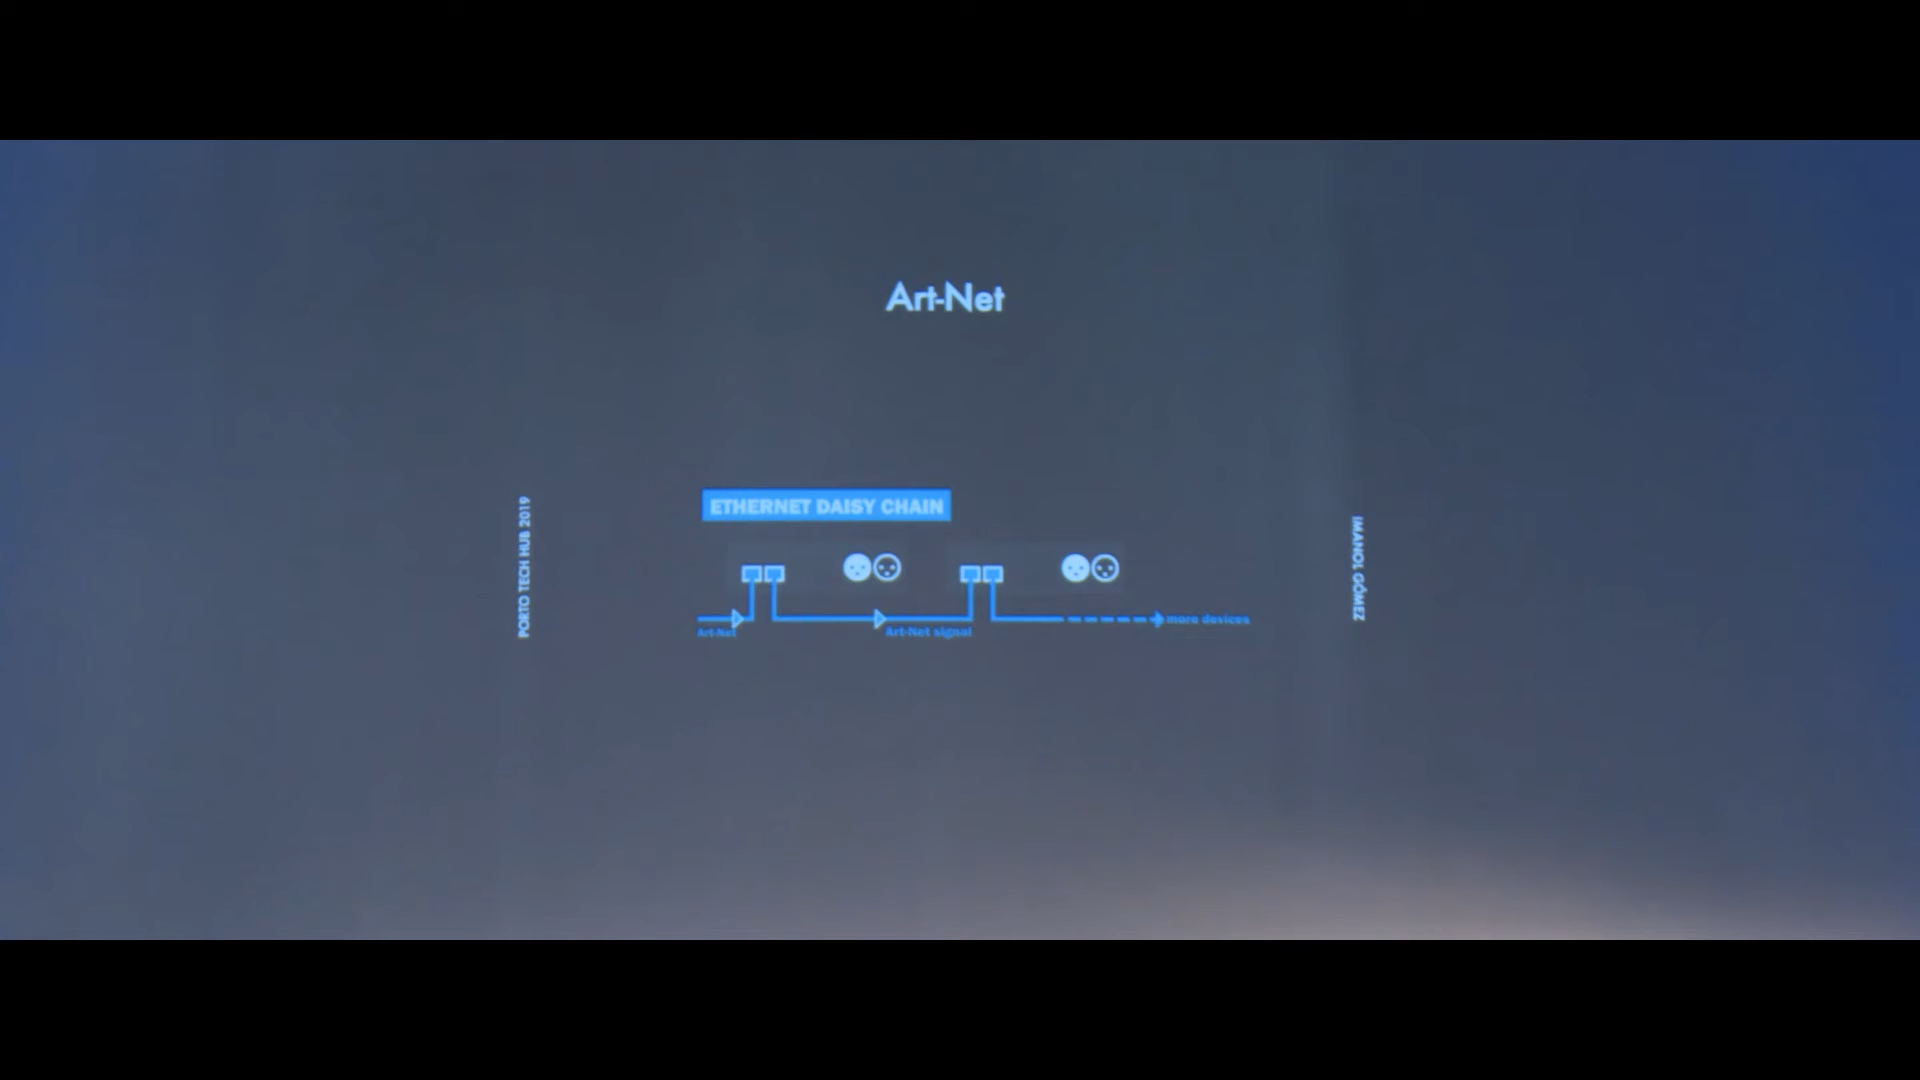 Art-Net
PORTO TECH HUB 2019
ETHERNET DAISY CHAIN
Art-Net
Art-Net signal
more devices
IMANOL GÓMEZ